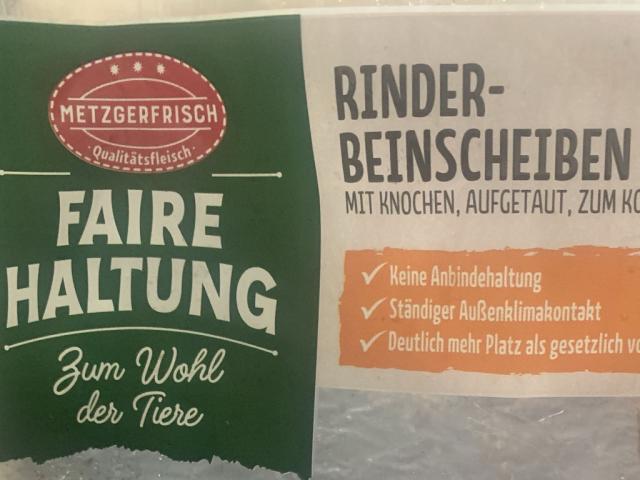 METZGERFRISCH
· Qualitätsfleisch ·
FAIRE
HALTUNG
Zum Wohl
der Tiere
RINDER-
BEINSCHEIBEN
MIT KNOCHEN, AUFGETAUT, ZUM
Keine Anbindehaltung
Ständiger Außenklimakontakt
Deutlich mehr Platz als gesetzlich